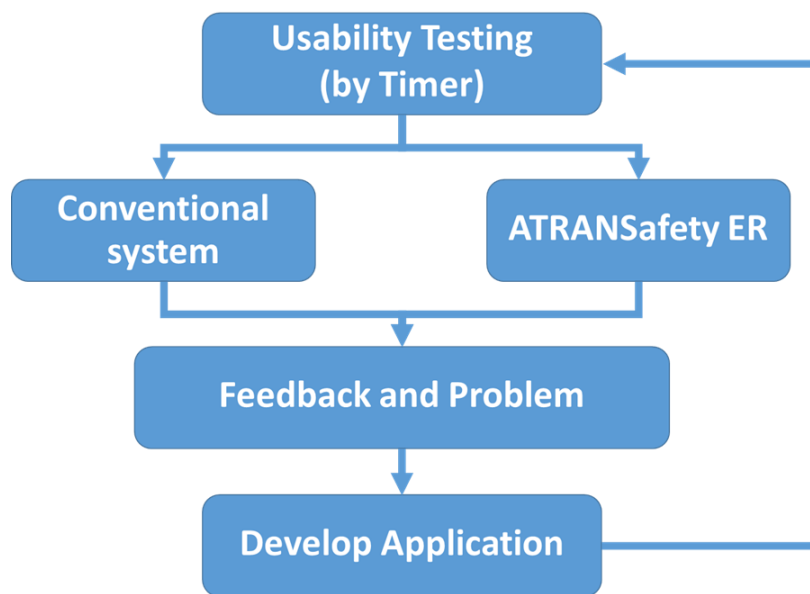 Usability Testing
(by Timer)
Conventional
system
ATRANSafety ER
Feedback and Problem
Develop Application